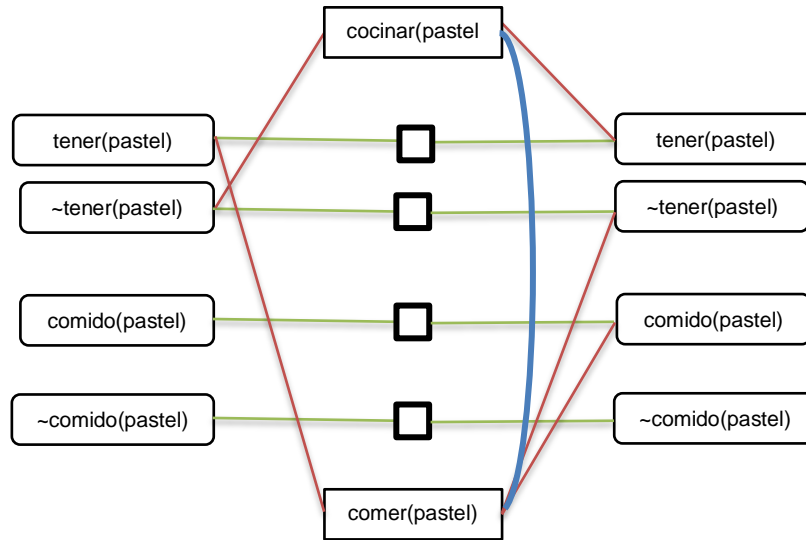 cocinar(pastel
tener(pastel)
tener(pastel)
~tener(pastel)
~tener(pastel)
comido(pastel)
comido(pastel)
~comido(pastel)
~comido(pastel)
comer(pastel)